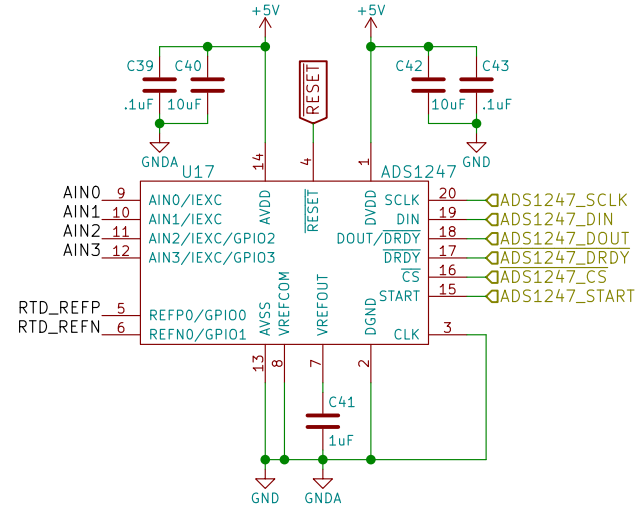 +5V
+5V
C39
C40
.1uF
10uF
GNDA
RESET
C42
C43
10uF
.1uF
GND
U17
ADS1247
14
4
1
AVDD
RESET
DVDD
AIN0
9
AIN0/IEXC
AIN1
10
AIN1/IEXC
AIN2
11
AIN2/IEXC/GPIO2
AIN3
12
AIN3/IEXC/GPIO3
RTD_REFP
5
REFP0/GPIO0
RTD_REFN
6
REFN0/GPIO1
SCLK
20
ADS1247_SCLK
DIN
19
ADS1247_DIN
DOUT/DRDY
18
ADS1247_DOUT
DRDY
17
ADS1247_DRDY
CS
16
ADS1247_CS
START
15
ADS1247_START
CLK
3
AVSS
VREFCOM
VREFOUT
DGND
13
8
7
2
C41
1uF
GND
GNDA